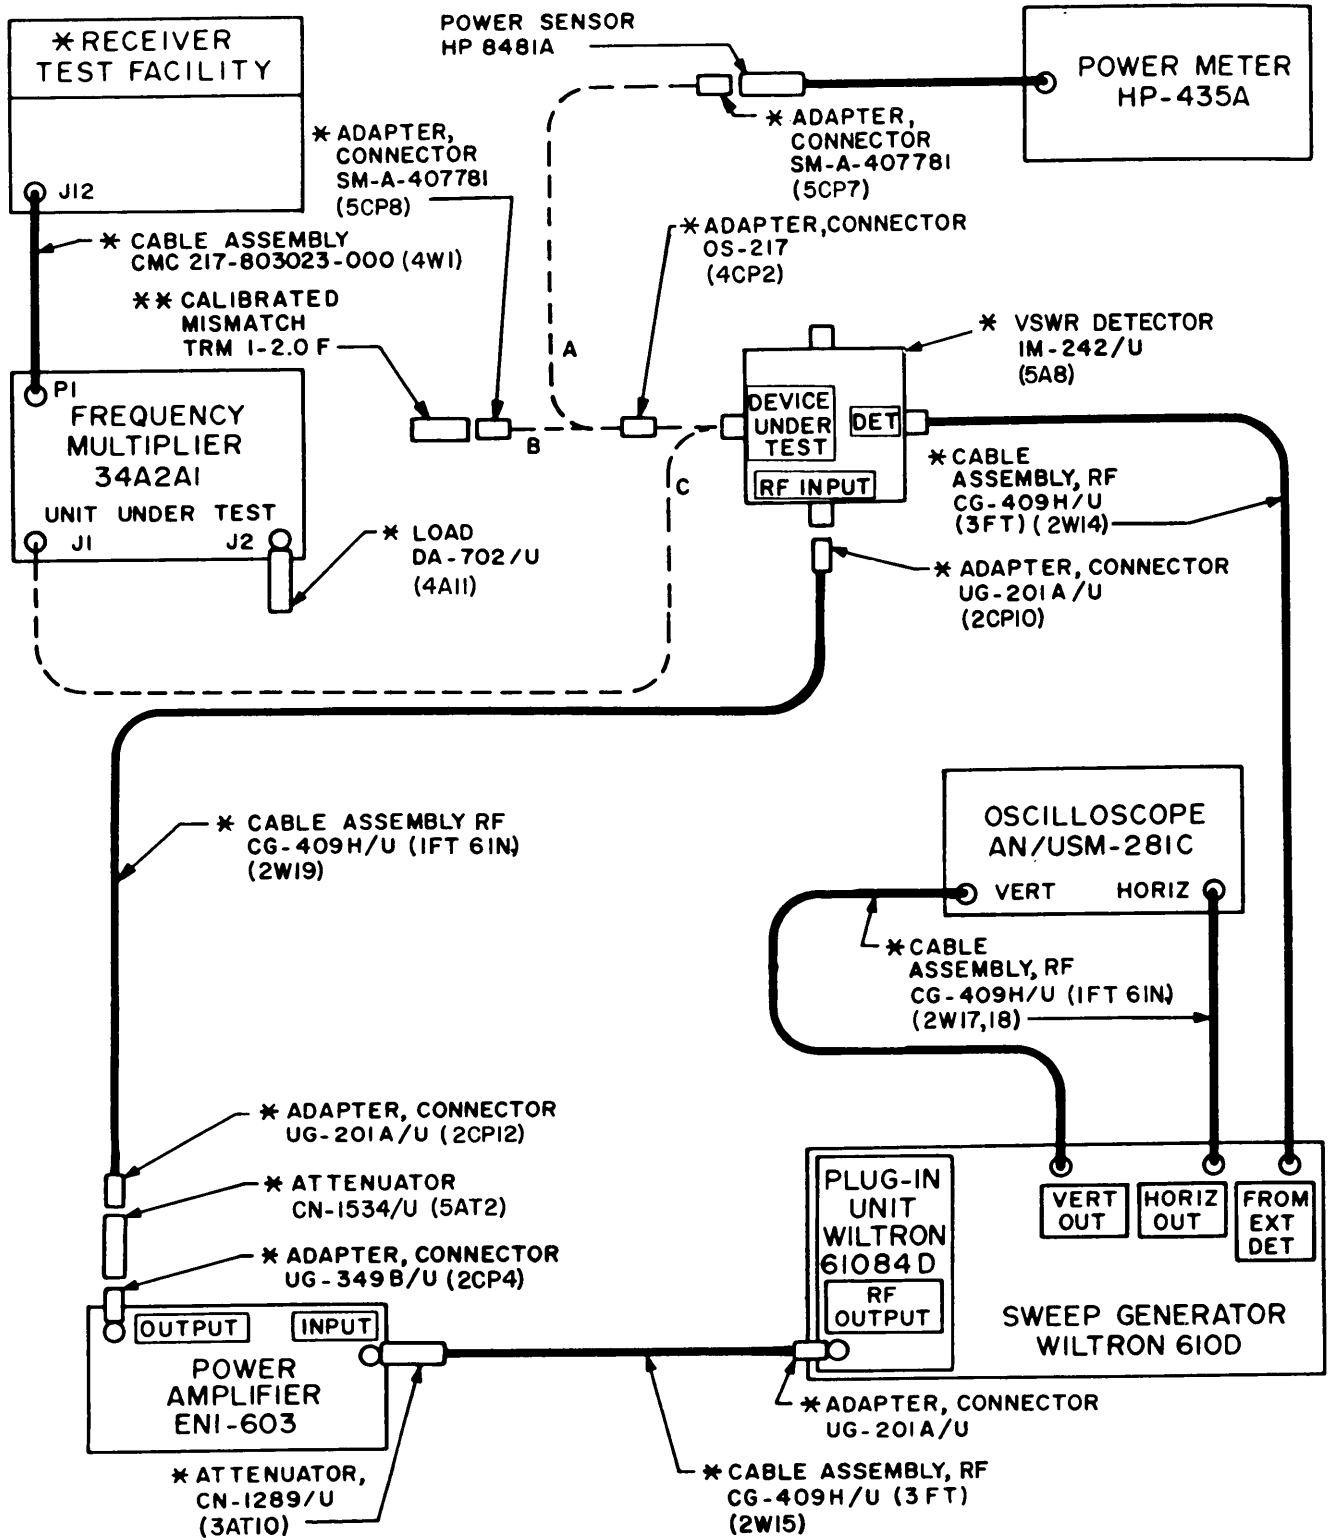 * RECEIVER
TEST FACILITY
J12
POWER SENSOR
HP 8481A
POWER METER
HP-435A
* ADAPTER,
CONNECTOR
SM-A-407781
(5CP8)
* ADAPTER,
CONNECTOR
SM-A-407781
(5CP7)
* CABLE ASSEMBLY
CMC 217-803023-000 (4W1)
* ADAPTER, CONNECTOR
OS-217
(4CP2)
** CALIBRATED
MISMATCH
TRM 1-2.0 F
* VSWR DETECTOR
IM-242/U
(5A8)
A
B
C
P1
FREQUENCY
MULTIPLIER
34A2A1
UNIT UNDER TEST
J1
J2
DEVICE
UNDER
TEST
DET
RF INPUT
* CABLE
ASSEMBLY, RF
CG-409H/U
(3FT) (2W14)
* LOAD
DA-702/U
(4A11)
* ADAPTER, CONNECTOR
UG-201A/U
(2CP10)
* CABLE ASSEMBLY RF
CG-409H/U (1FT 6IN)
(2W19)
OSCILLOSCOPE
AN/USM-281C
VERT HORIZ
* CABLE
ASSEMBLY, RF
CG-409H/U (1FT 6IN)
(2W17,18)
* ADAPTER, CONNECTOR
UG-201A/U (2CP12)
* ATTENUATOR
CN-1534/U (5AT2)
* ADAPTER, CONNECTOR
UG-349B/U (2CP4)
OUTPUT
INPUT
POWER
AMPLIFIER
ENI-603
PLUG-IN
UNIT
WILTRON
61084D
RF
OUTPUT
VERT
OUT
HORIZ
OUT
FROM
EXT
DET
SWEEP GENERATOR
WILTRON 610D
* ADAPTER, CONNECTOR
UG-201A/U
* ATTENUATOR,
CN-1289/U
(3AT10)
* CABLE ASSEMBLY, RF
CG-409H/U (3FT)
(2W15)